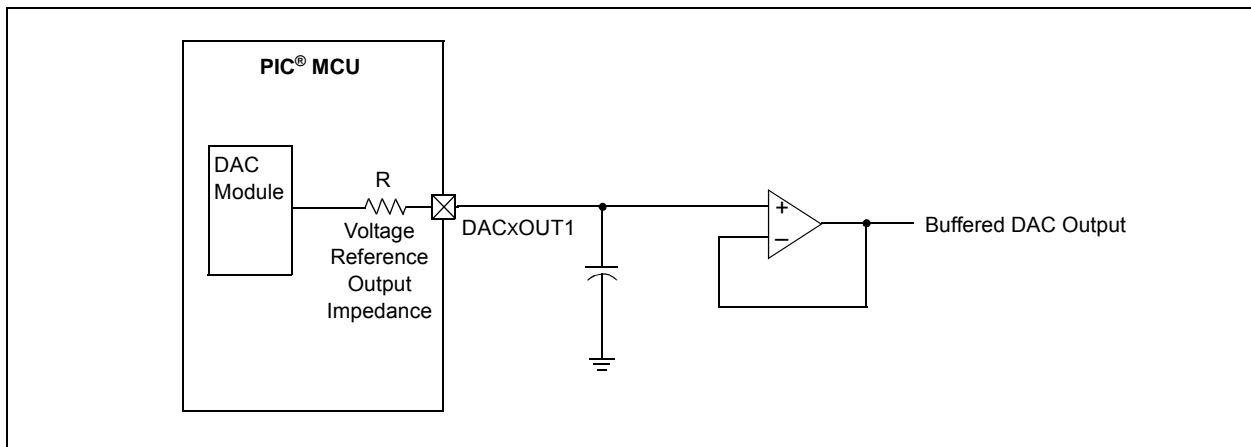 PIC® MCU
DAC
Module
R
Voltage
Reference
Output
Impedance
DACxOUT1
+
–
Buffered DAC Output